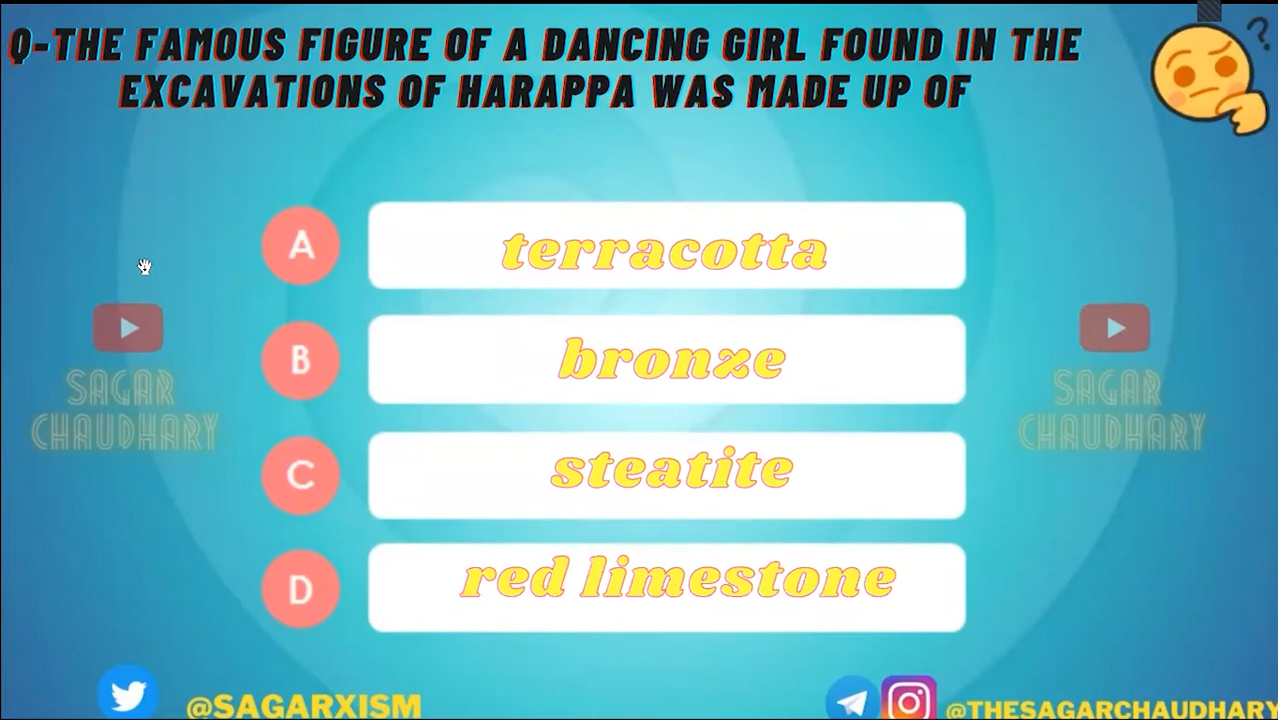 Q-THE FAMOUS FIGURE OF A DANCING GIRL FOUND IN THE
EXCAVATIONS OF HARAPPA WAS MADE UP OF
?
A terracotta
B bronze
C steatite
D red limestone
SAGAR
CHAUDHARY
SAGAR
CHAUDHARY
@SAGARXISM
@THESAGARCHAUDHARY